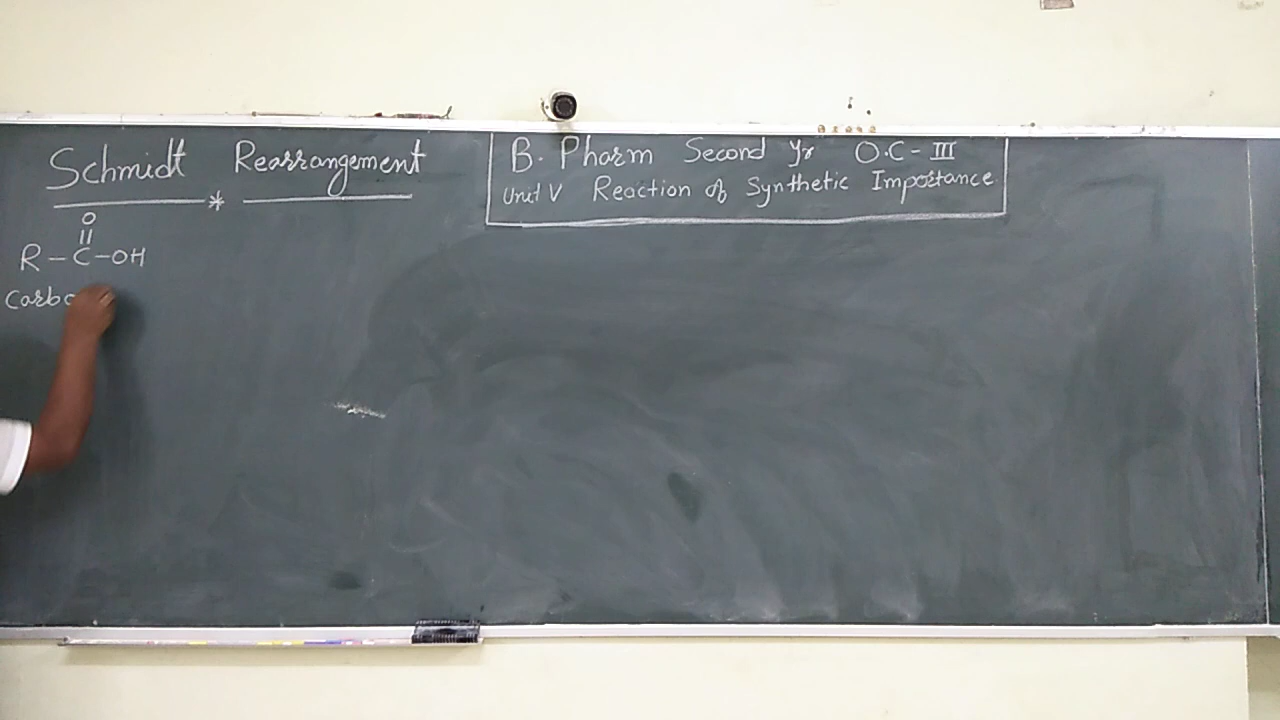 Schmidt Rearrangement
*
B. Pharm Second Yr O.C - III
Unit V Reaction of Synthetic Importance
O
||
R - C - OH
Carbo